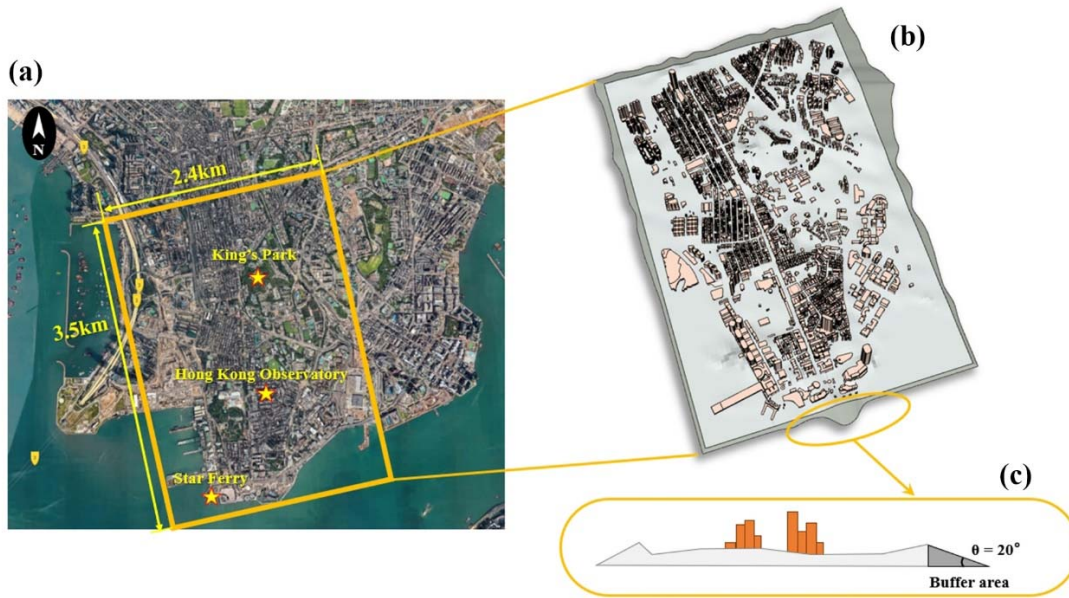 (a)
N
2.4km
King's Park
3.5km
Hong Kong Observatory
Star Ferry
(b)
(c)
θ = 20°
Buffer area